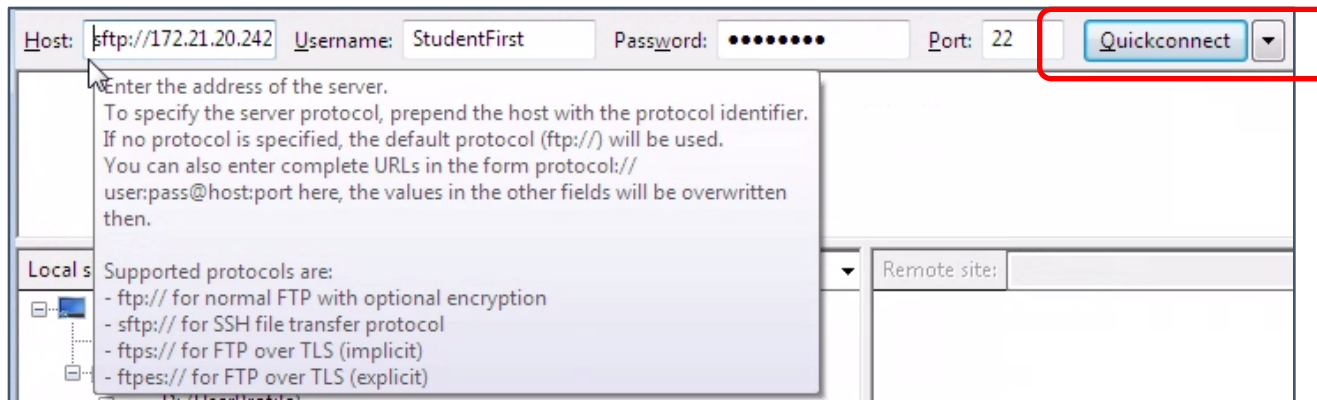 Host: sftp://172.21.20.242 Username: StudentFirst Password: ●●●●●●●● Port: 22 Quickconnect
Enter the address of the server.
To specify the server protocol, prepend the host with the protocol identifier.
If no protocol is specified, the default protocol (ftp://) will be used.
You can also enter complete URLs in the form protocol://
user:pass@host:port here, the values in the other fields will be overwritten
then.
Local s
Remote site:
Supported protocols are:
- ftp:// for normal FTP with optional encryption
- sftp:// for SSH file transfer protocol
- ftps:// for FTP over TLS (implicit)
- ftpes:// for FTP over TLS (explicit)